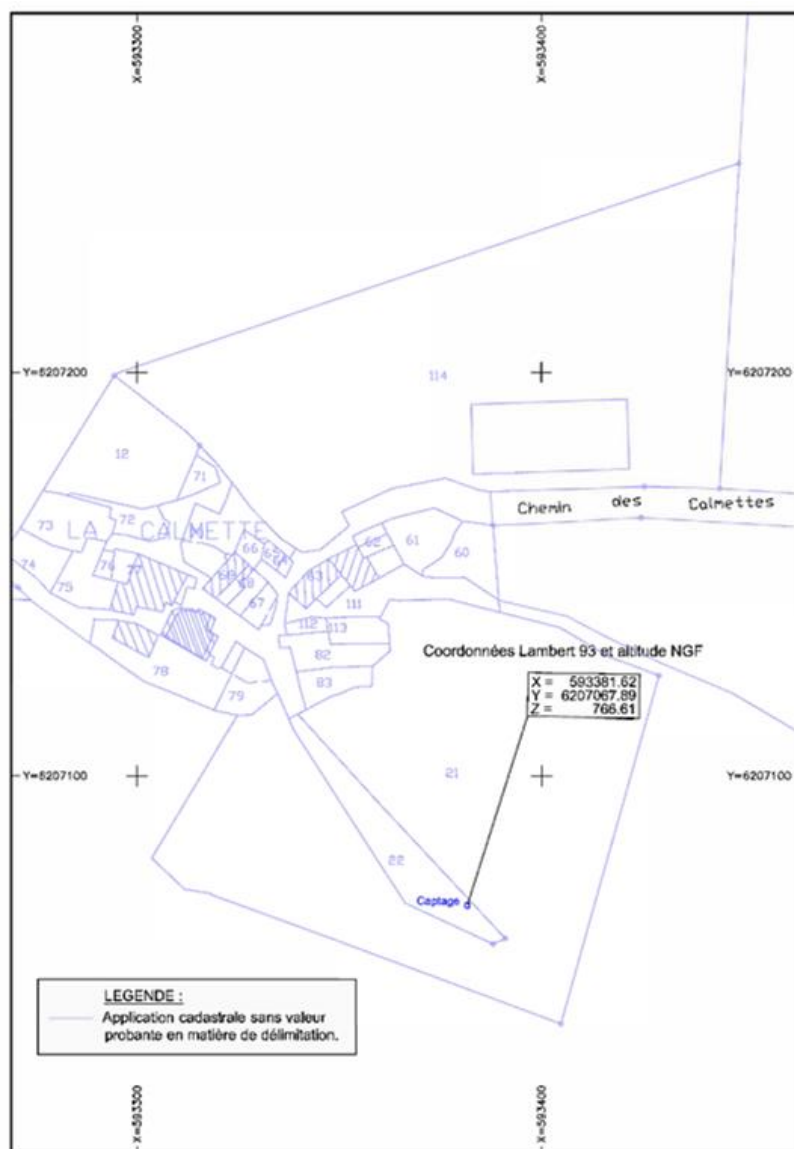 X=593300
X=593400
Y=6207200
Y=6207200
114
12
71
73
72
LA CALMETTE
Chemin des Calmettes
62
61
60
66
65
74
76
77
75
69
68
63
67
111
112
113
82
78
83
79
Coordonnées Lambert 93 et altitude NGF
X = 593381.62
Y = 6207067.89
Z = 766.61
Y=6207100
Y=6207100
21
22
Captage
LEGENDE :
Application cadastrale sans valeur
probante en matière de délimitation.
X=593300
X=593400